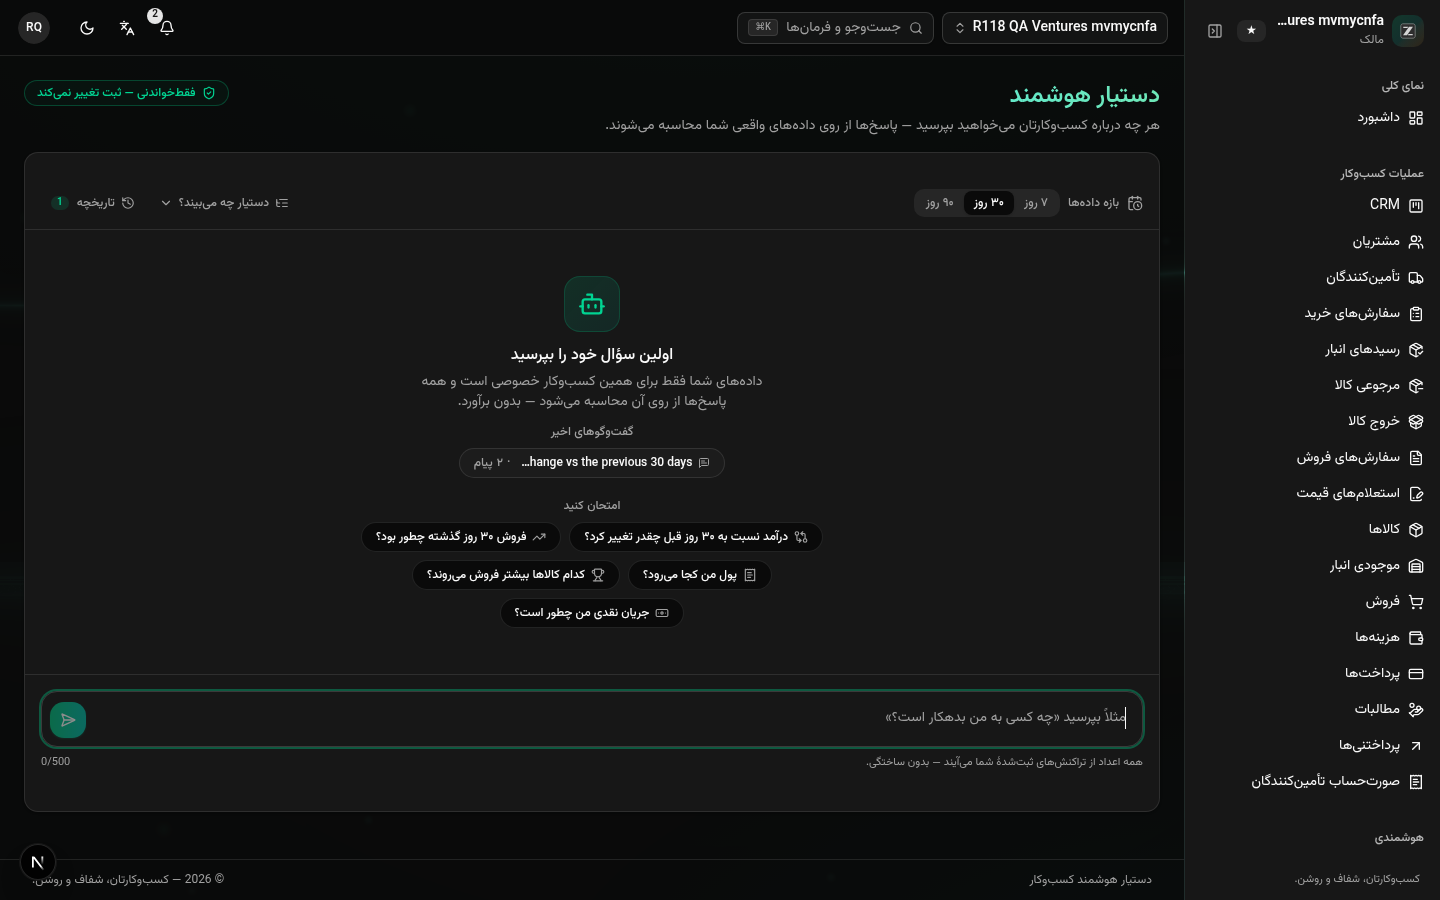 ...ures mvmycnfa
مالک
R118 QA Ventures mvmycnfa
جست‌وجو و فرمان‌ها
⌘K
2
RQ
نمای کلی
داشبورد
عملیات کسب‌وکار
CRM
مشتریان
تأمین‌کنندگان
سفارش‌های خرید
رسیدهای انبار
مرجوعی کالا
خروج کالا
سفارش‌های فروش
استعلام‌های قیمت
کالاها
موجودی انبار
فروش
هزینه‌ها
پرداخت‌ها
مطالبات
پرداختنی‌ها
صورت‌حساب تأمین‌کنندگان
هوشمندی
کسب‌وکارتان، شفاف و روشن.
دستیار هوشمند
فقط‌خواندنی — ثبت تغییر نمی‌کند
هر چه درباره کسب‌وکارتان می‌خواهید بپرسید — پاسخ‌ها از روی داده‌های واقعی شما محاسبه می‌شوند.
بازه داده‌ها
۷ روز
۳۰ روز
۹۰ روز
دستیار چه می‌بیند؟
تاریخچه
1
اولین سؤال خود را بپرسید
داده‌های شما فقط برای همین کسب‌وکار خصوصی است و همه
پاسخ‌ها از روی آن محاسبه می‌شود — بدون برآورد.
گفت‌وگوهای اخیر
...hange vs the previous 30 days
· ۲ پیام
امتحان کنید
درآمد نسبت به ۳۰ روز قبل چقدر تغییر کرد؟
فروش ۳۰ روز گذشته چطور بود؟
پول من کجا می‌رود؟
کدام کالاها بیشتر فروش می‌روند؟
جریان نقدی من چطور است؟
مثلاً بپرسید «چه کسی به من بدهکار است؟»
همه اعداد از تراکنش‌های ثبت‌شدهٔ شما می‌آیند — بدون ساختگی.
0/500
دستیار هوشمند کسب‌وکار
© 2026 — کسب‌وکارتان، شفاف و روشن.
N